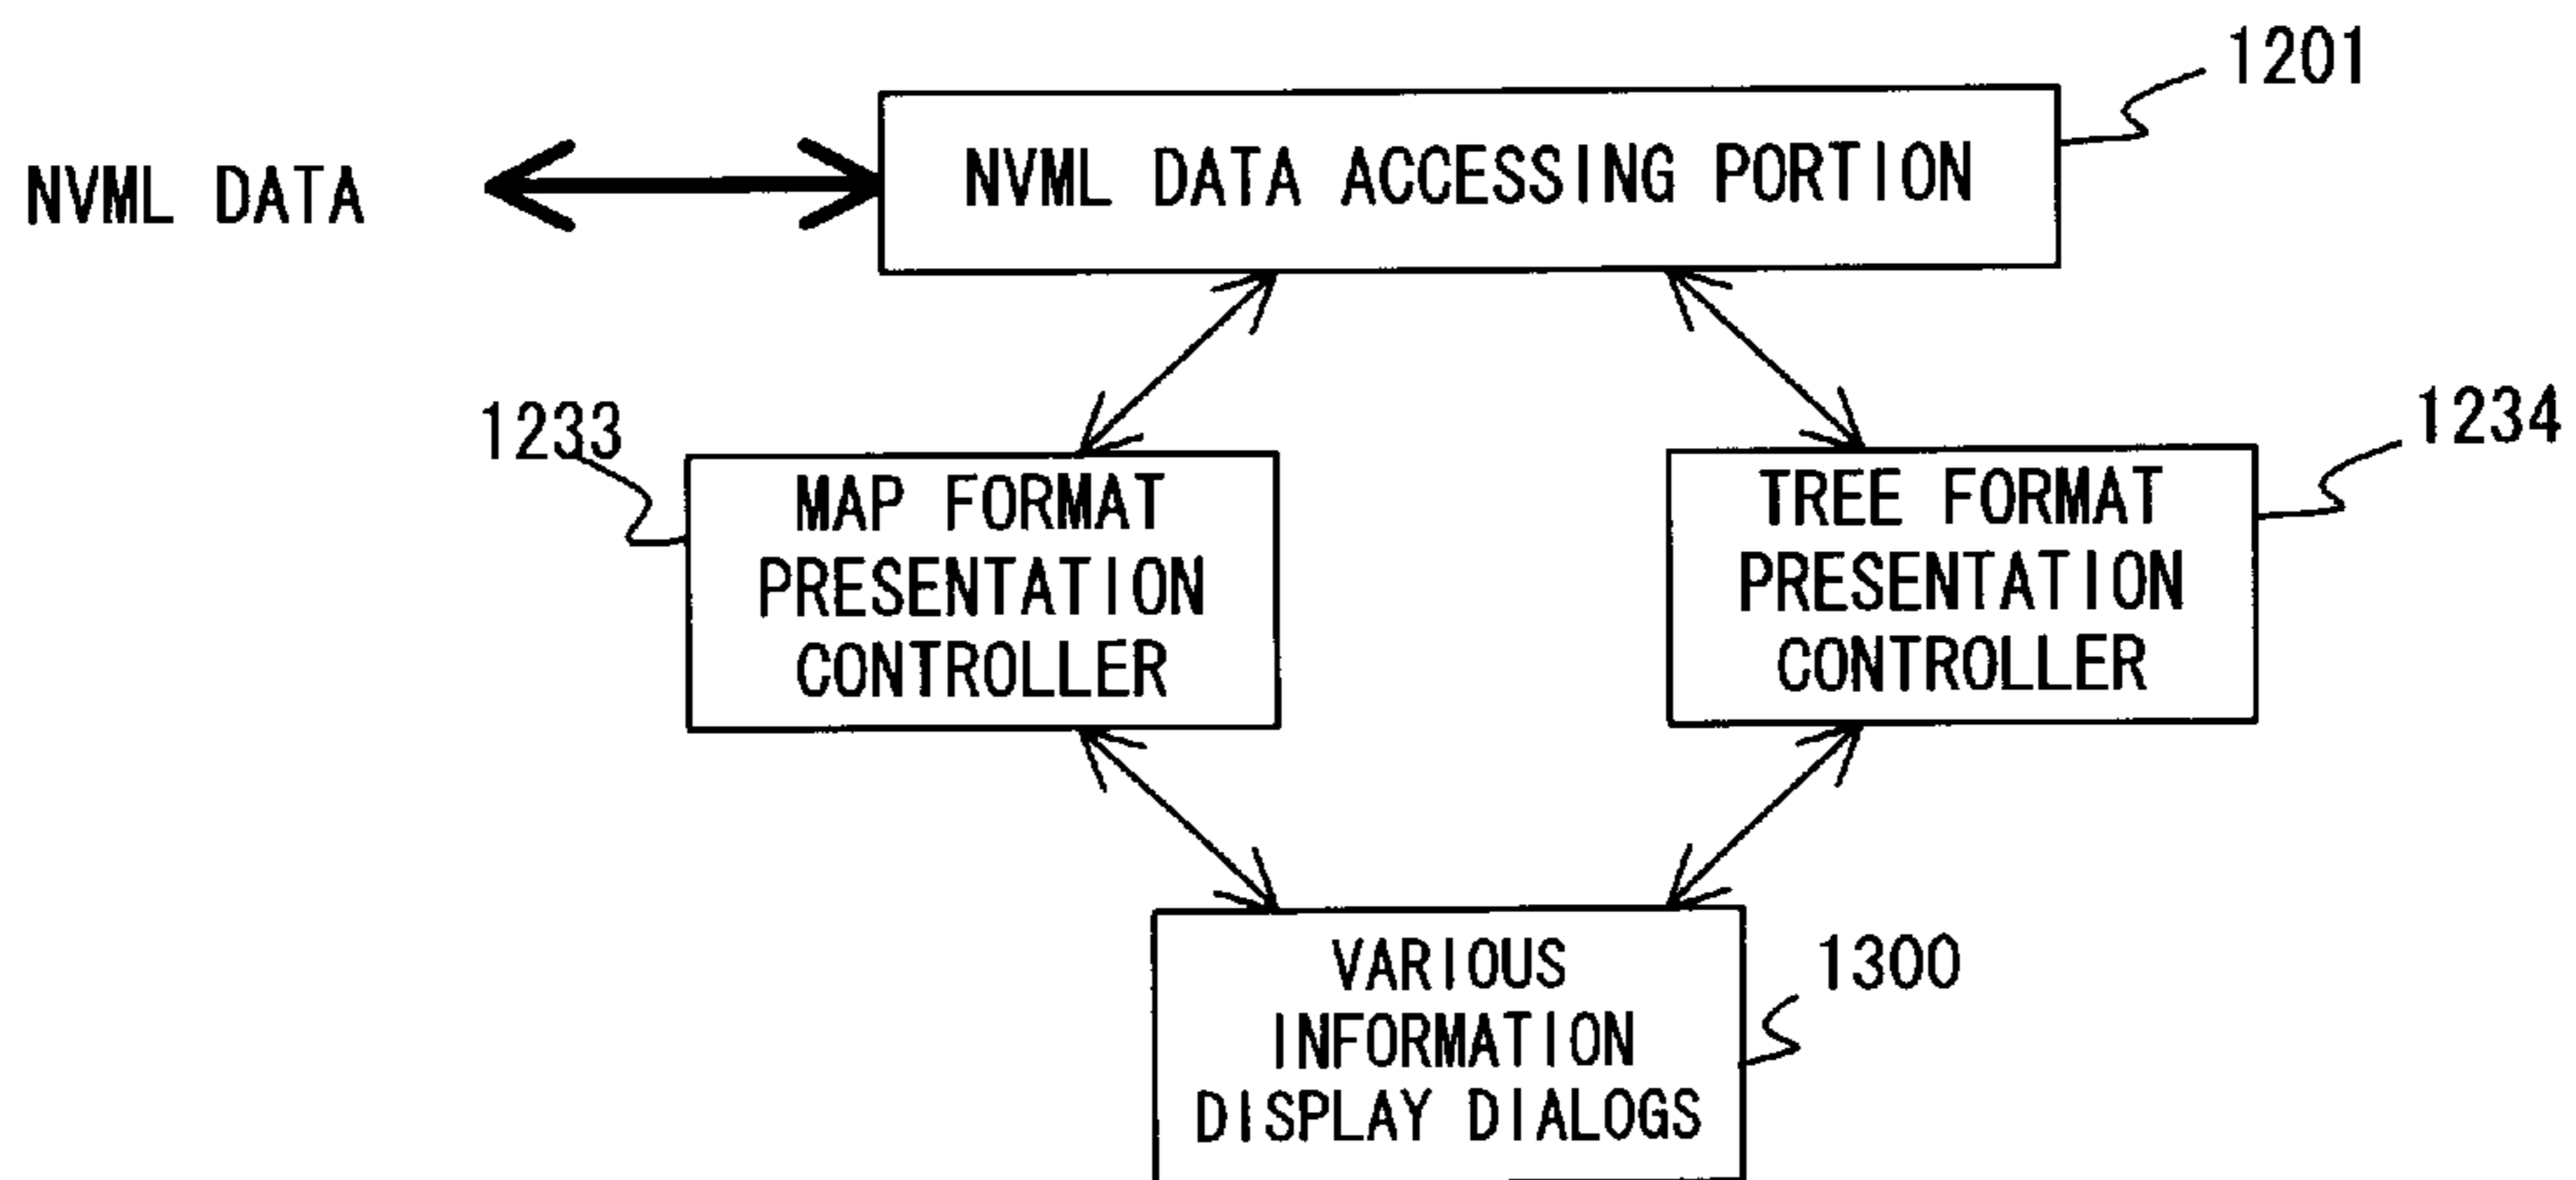 1201
NVML DATA
NVML DATA ACCESSING PORTION
1233
1234
MAP FORMAT
PRESENTATION
CONTROLLER
TREE FORMAT
PRESENTATION
CONTROLLER
1300
VARIOUS
INFORMATION
DISPLAY DIALOGS